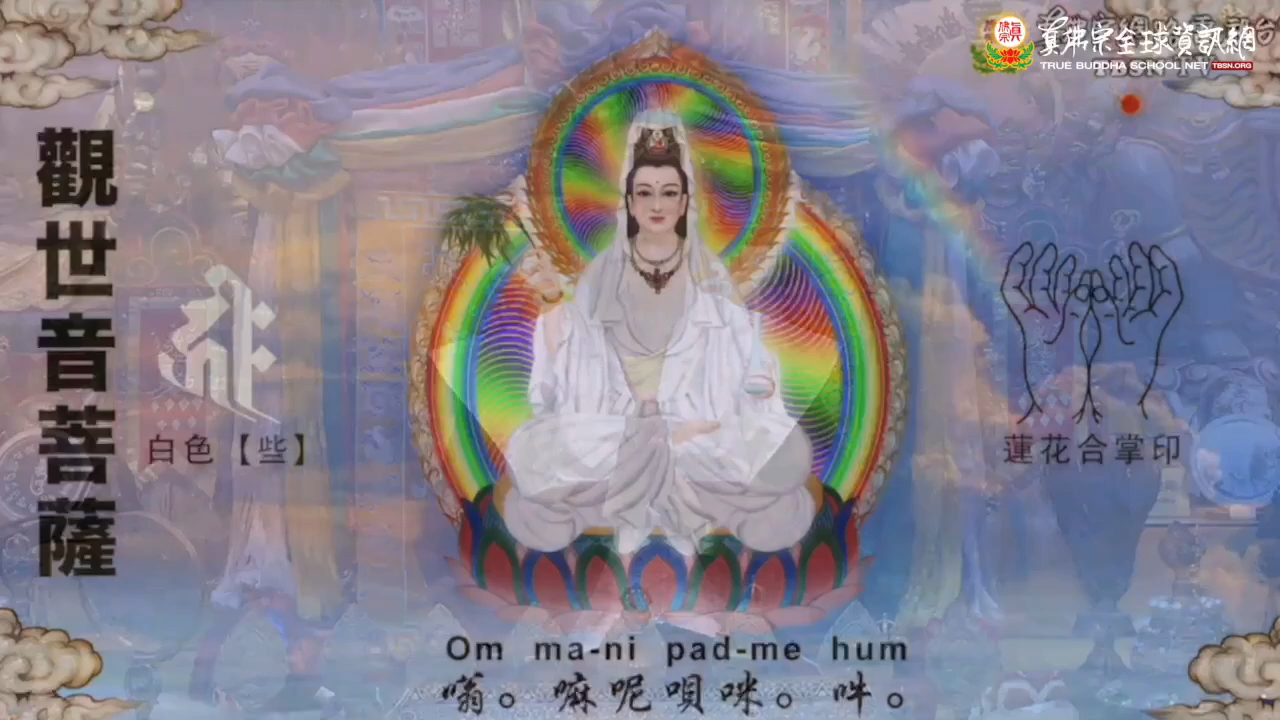 真佛宗全球資訊網
TRUE BUDDHA SCHOOL NET TBSN.ORG
TBSN TV
觀世音菩薩
白色【些】
蓮花合掌印
Om ma-ni pad-me hum
嗡。嘛呢唄咪。吽。